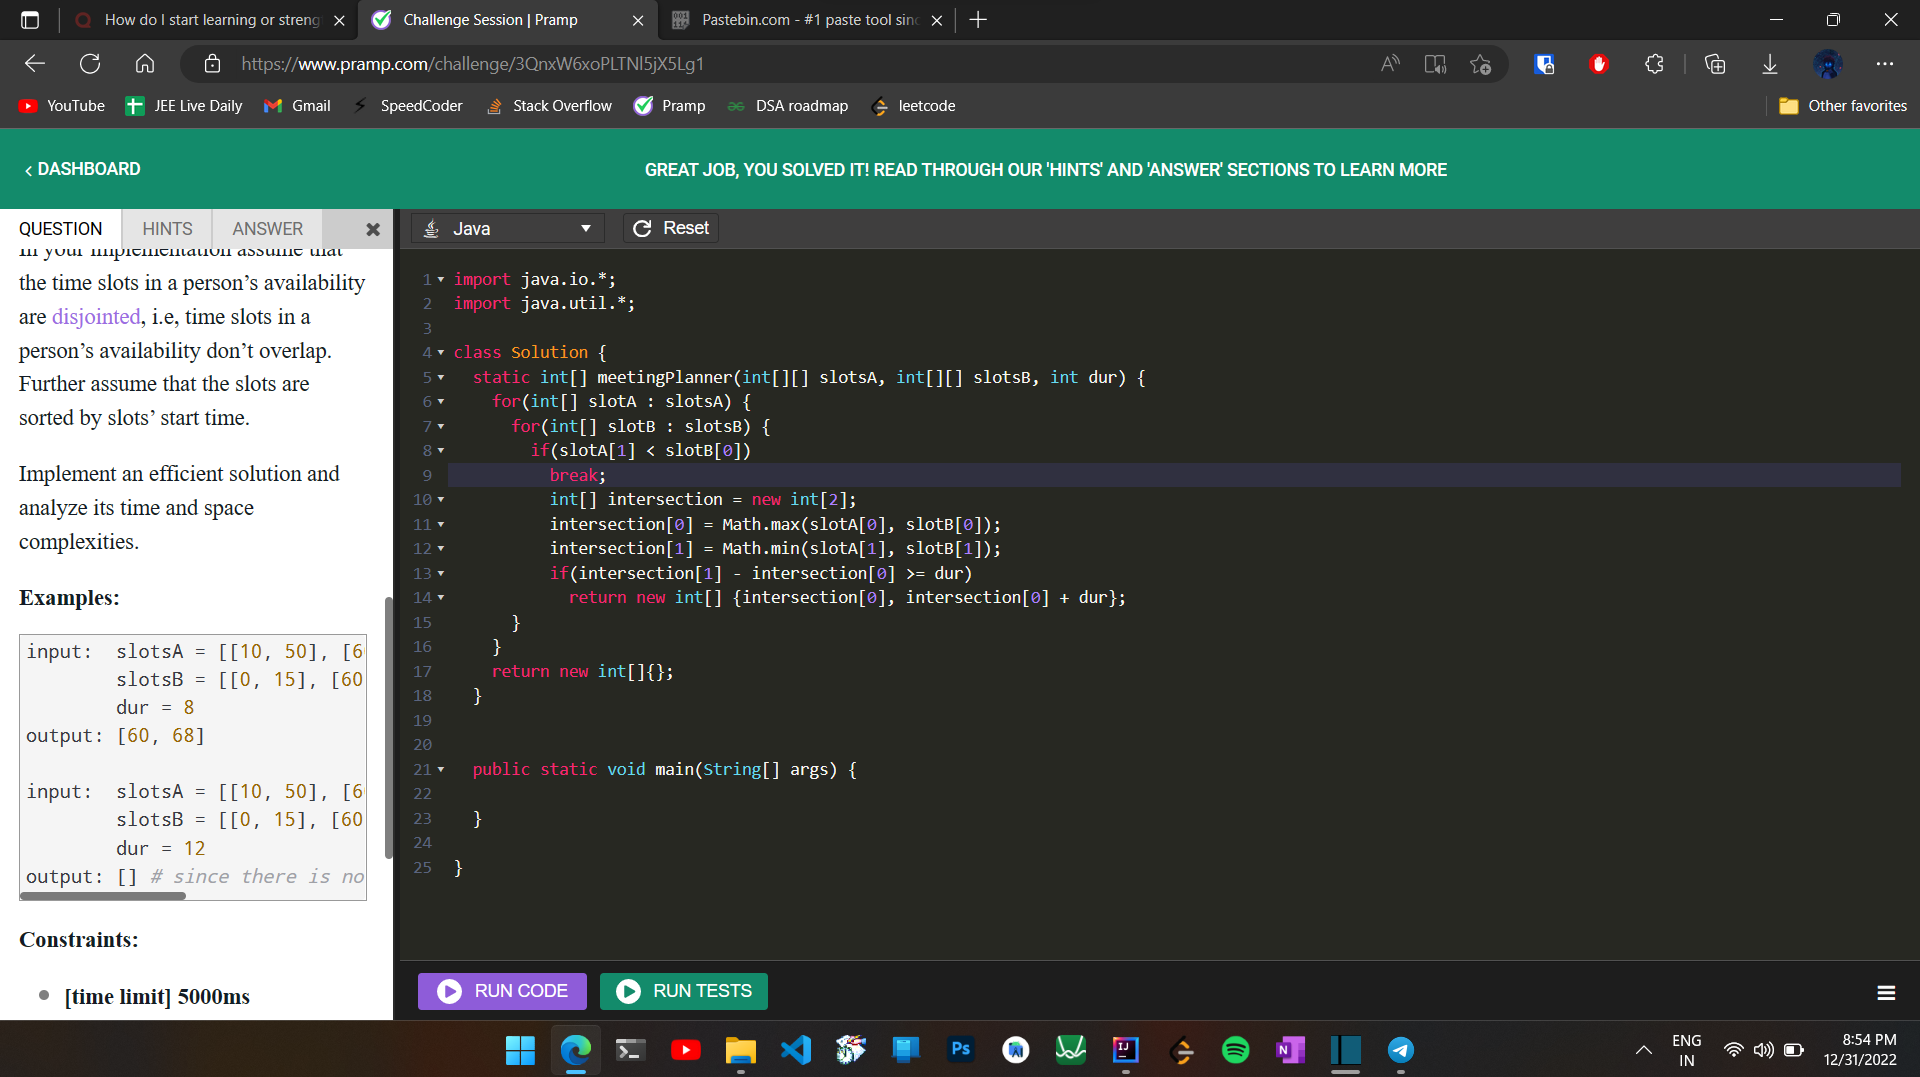 How do I start learning or streng
Challenge Session | Pramp
Pastebin.com - #1 paste tool sinc
https://www.pramp.com/challenge/3QnxW6xoPLTNl5jX5Lg1
YouTube
JEE Live Daily
Gmail
SpeedCoder
Stack Overflow
Pramp
DSA roadmap
leetcode
Other favorites
‹ DASHBOARD
GREAT JOB, YOU SOLVED IT! READ THROUGH OUR 'HINTS' AND 'ANSWER' SECTIONS TO LEARN MORE
QUESTION HINTS ANSWER
In your implementation assume that
the time slots in a person’s availability
are disjointed, i.e, time slots in a
person’s availability don’t overlap.
Further assume that the slots are
sorted by slots’ start time.
Implement an efficient solution and
analyze its time and space
complexities.
Examples:
input: slotsA = [[10, 50], [6
slotsB = [[0, 15], [60
dur = 8
output: [60, 68]
input: slotsA = [[10, 50], [6
slotsB = [[0, 15], [60
dur = 12
output: [] # since there is no
Constraints:
[time limit] 5000ms
Java
Reset
1 import java.io.*;
2 import java.util.*;
3
4 class Solution {
5 static int[] meetingPlanner(int[][] slotsA, int[][] slotsB, int dur) {
6 for(int[] slotA : slotsA) {
7 for(int[] slotB : slotsB) {
8 if(slotA[1] < slotB[0])
9 break;
10 int[] intersection = new int[2];
11 intersection[0] = Math.max(slotA[0], slotB[0]);
12 intersection[1] = Math.min(slotA[1], slotB[1]);
13 if(intersection[1] - intersection[0] >= dur)
14 return new int[] {intersection[0], intersection[0] + dur};
15 }
16 }
17 return new int[]{};
18 }
19
20
21 public static void main(String[] args) {
22
23 }
24
25 }
RUN CODE
RUN TESTS
Ps
IJ
N
ENG
IN
8:54 PM
12/31/2022